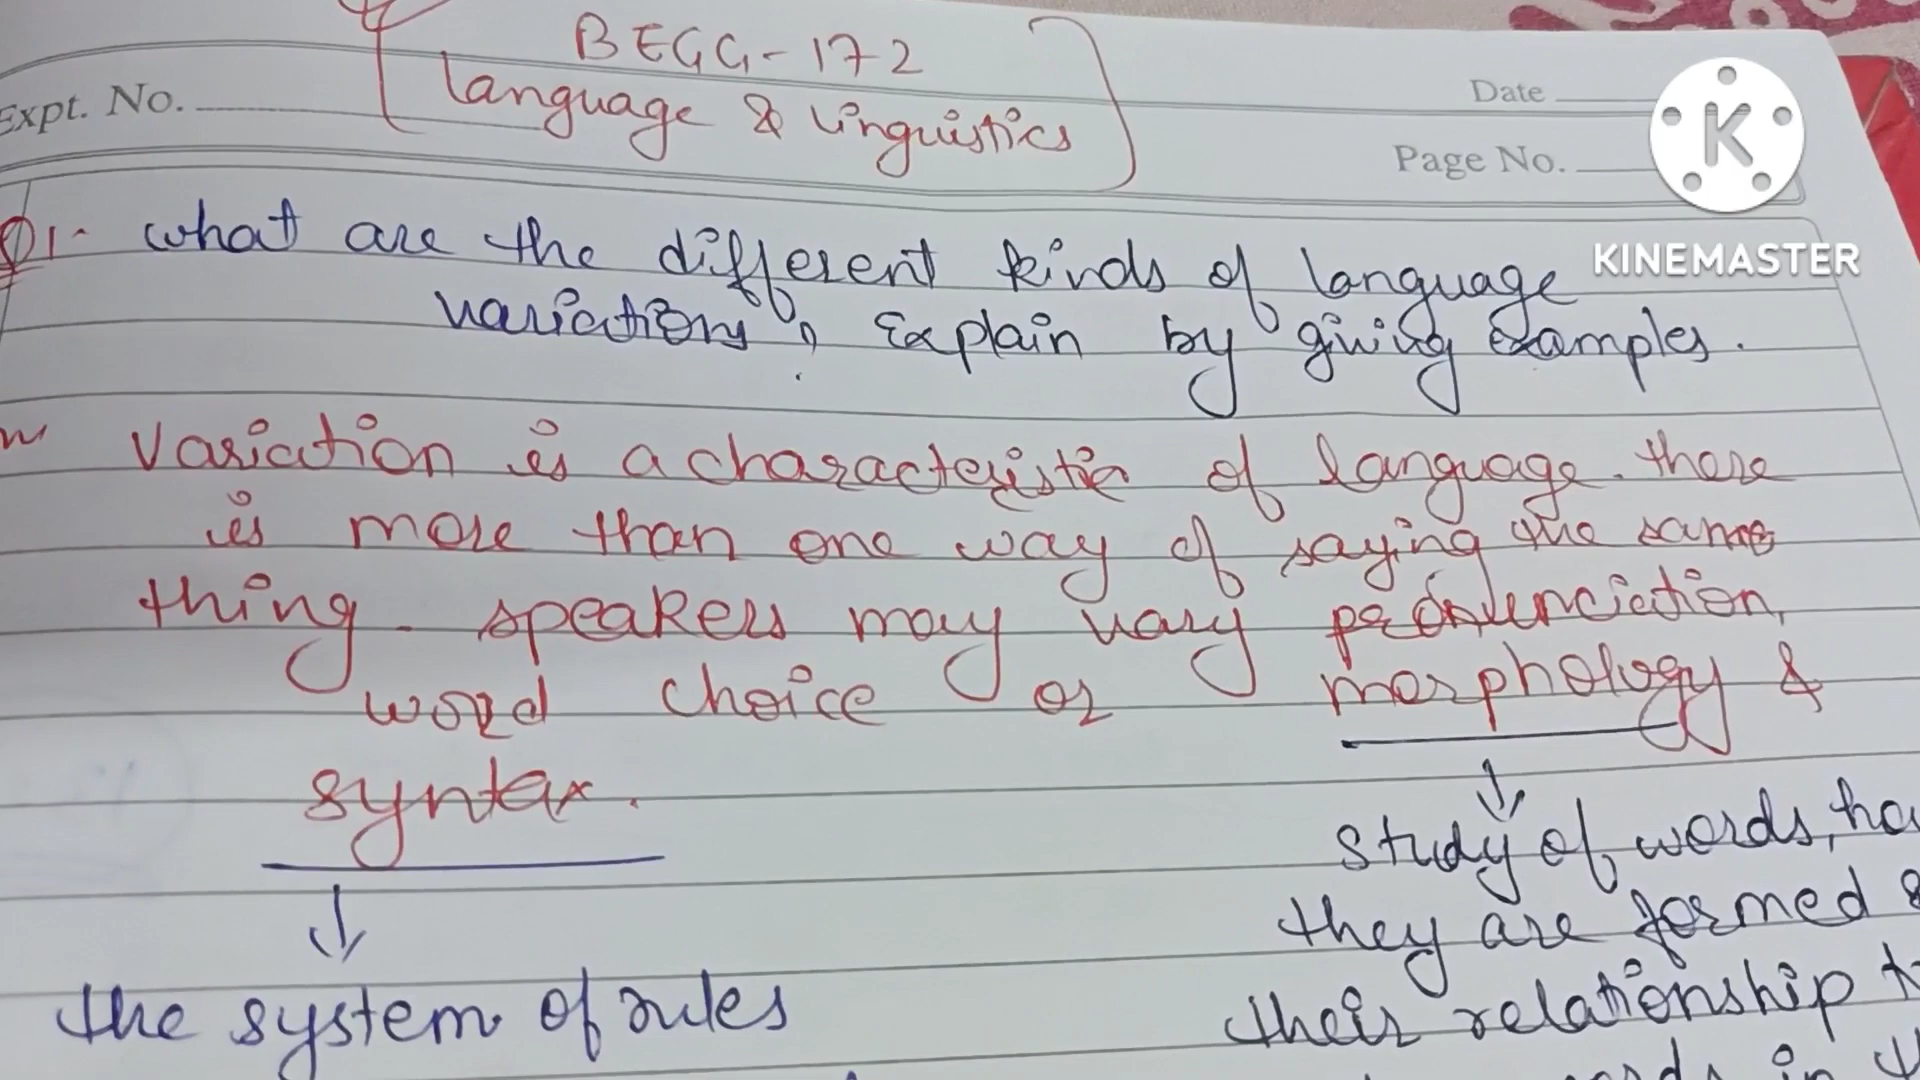 BEGG-172
Language & Linguistics
Expt. No.
Date
Page No.
K
KINEMASTER
Q1- what are the different kinds of language
variations? Explain by giving Examples.
Variation is a characteristic of language. there
is more than one way of saying the same
thing. speakers may vary pronunciation,
word choice or morphology &
syntax.
study of words,
they are formed &
their relationship
the system of rules
in